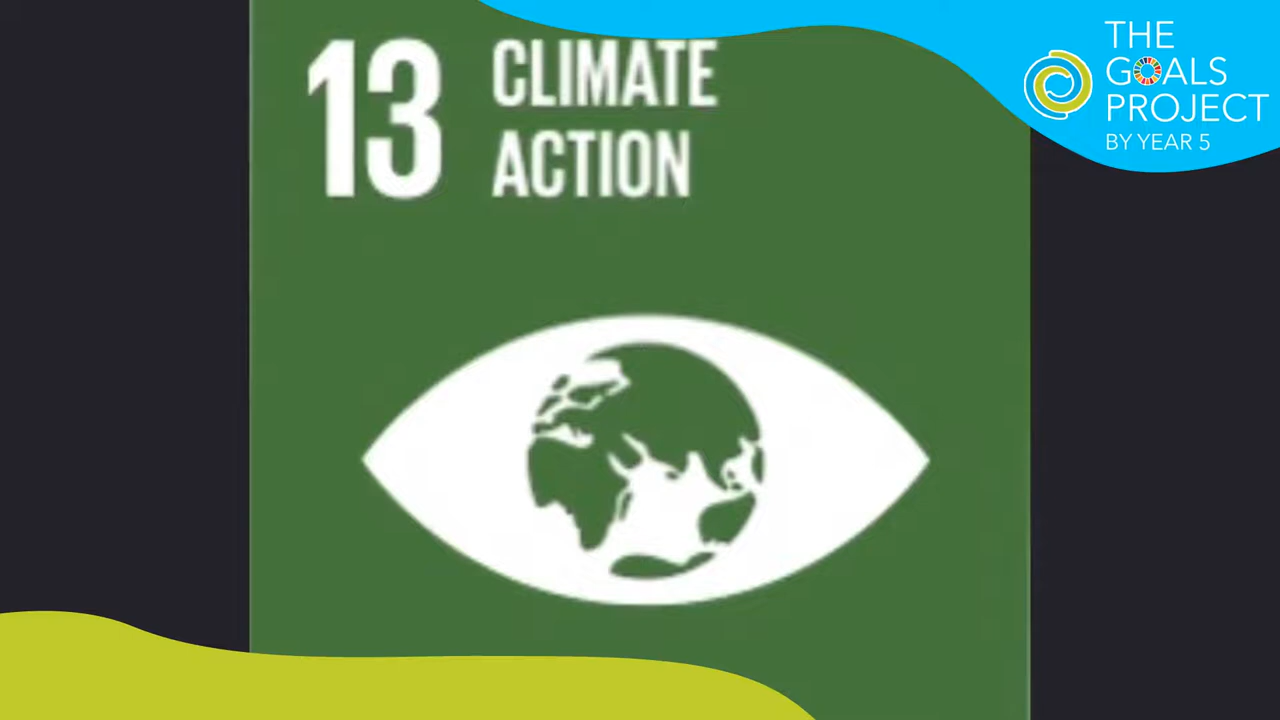 13
CLIMATE
ACTION
THE
GOALS
PROJECT
BY YEAR 5